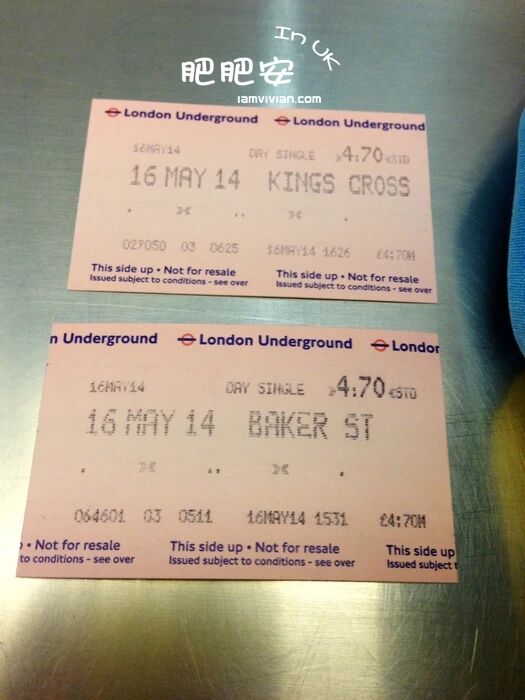 In UK
肥肥安
iamvivian.com
London Underground London Underground
16MAY14 DAY SINGLE 4:70 STD
16 MAY 14 KINGS CROSS
029050 03 0625 16MAY14 1626 £4:70M
This side up • Not for resale This side up • Not for resale
Issued subject to conditions - see over Issued subject to conditions - see over
n Underground London Underground London
16MAY14 DAY SINGLE 4:70 STD
16 MAY 14 BAKER ST
064601 03 0511 16MAY14 1531 £4:70M
• Not for resale This side up • Not for resale This side up
to conditions - see over Issued subject to conditions - see over Issued subject t